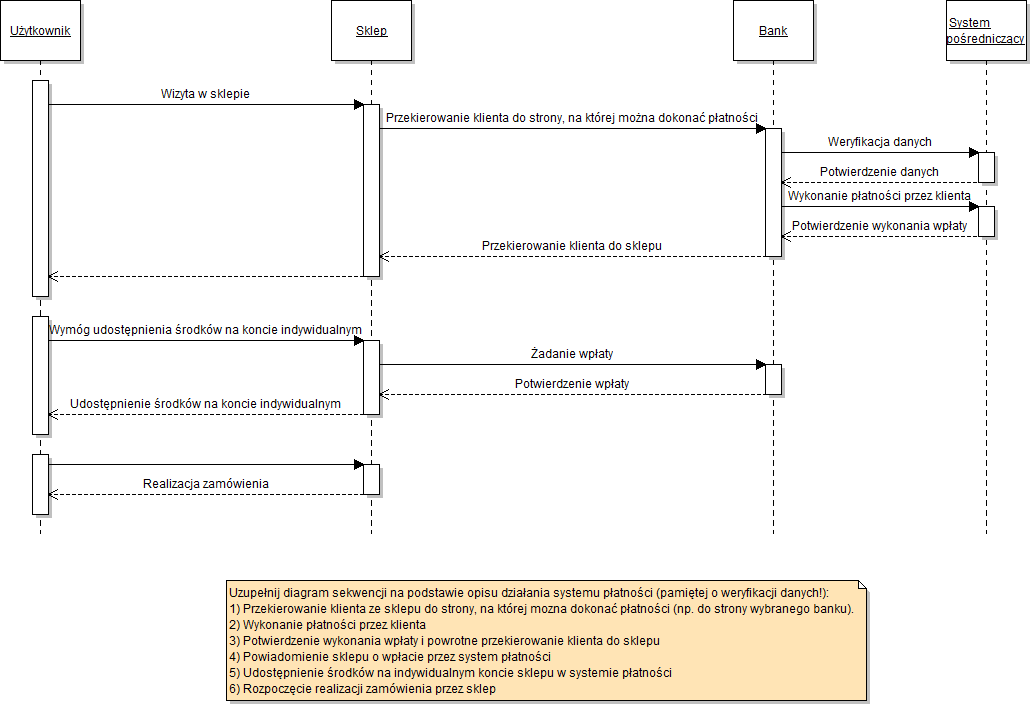 Użytkownik
Sklep
Bank
System
pośredniczacy
Wizyta w sklepie
Przekierowanie klienta do strony, na której można dokonać płatności
Weryfikacja danych
Potwierdzenie danych
Wykonanie płatności przez klienta
Potwierdzenie wykonania wpłaty
Przekierowanie klienta do sklepu
Wymóg udostępnienia środków na koncie indywidualnym
Żadanie wpłaty
Potwierdzenie wpłaty
Udostępnienie środków na koncie indywidualnym
Realizacja zamówienia
Uzupełnij diagram sekwencji na podstawie opisu działania systemu płatności (pamiętej o weryfikacji danych!):
1) Przekierowanie klienta ze sklepu do strony, na której mozna dokonać płatności (np. do strony wybranego banku).
2) Wykonanie płatności przez klienta
3) Potwierdzenie wykonania wpłaty i powrotne przekierowanie klienta do sklepu
4) Powiadomienie sklepu o wpłacie przez system płatności
5) Udostępnienie środków na indywidualnym koncie sklepu w systemie płatności
6) Rozpoczęcie realizacji zamówienia przez sklep